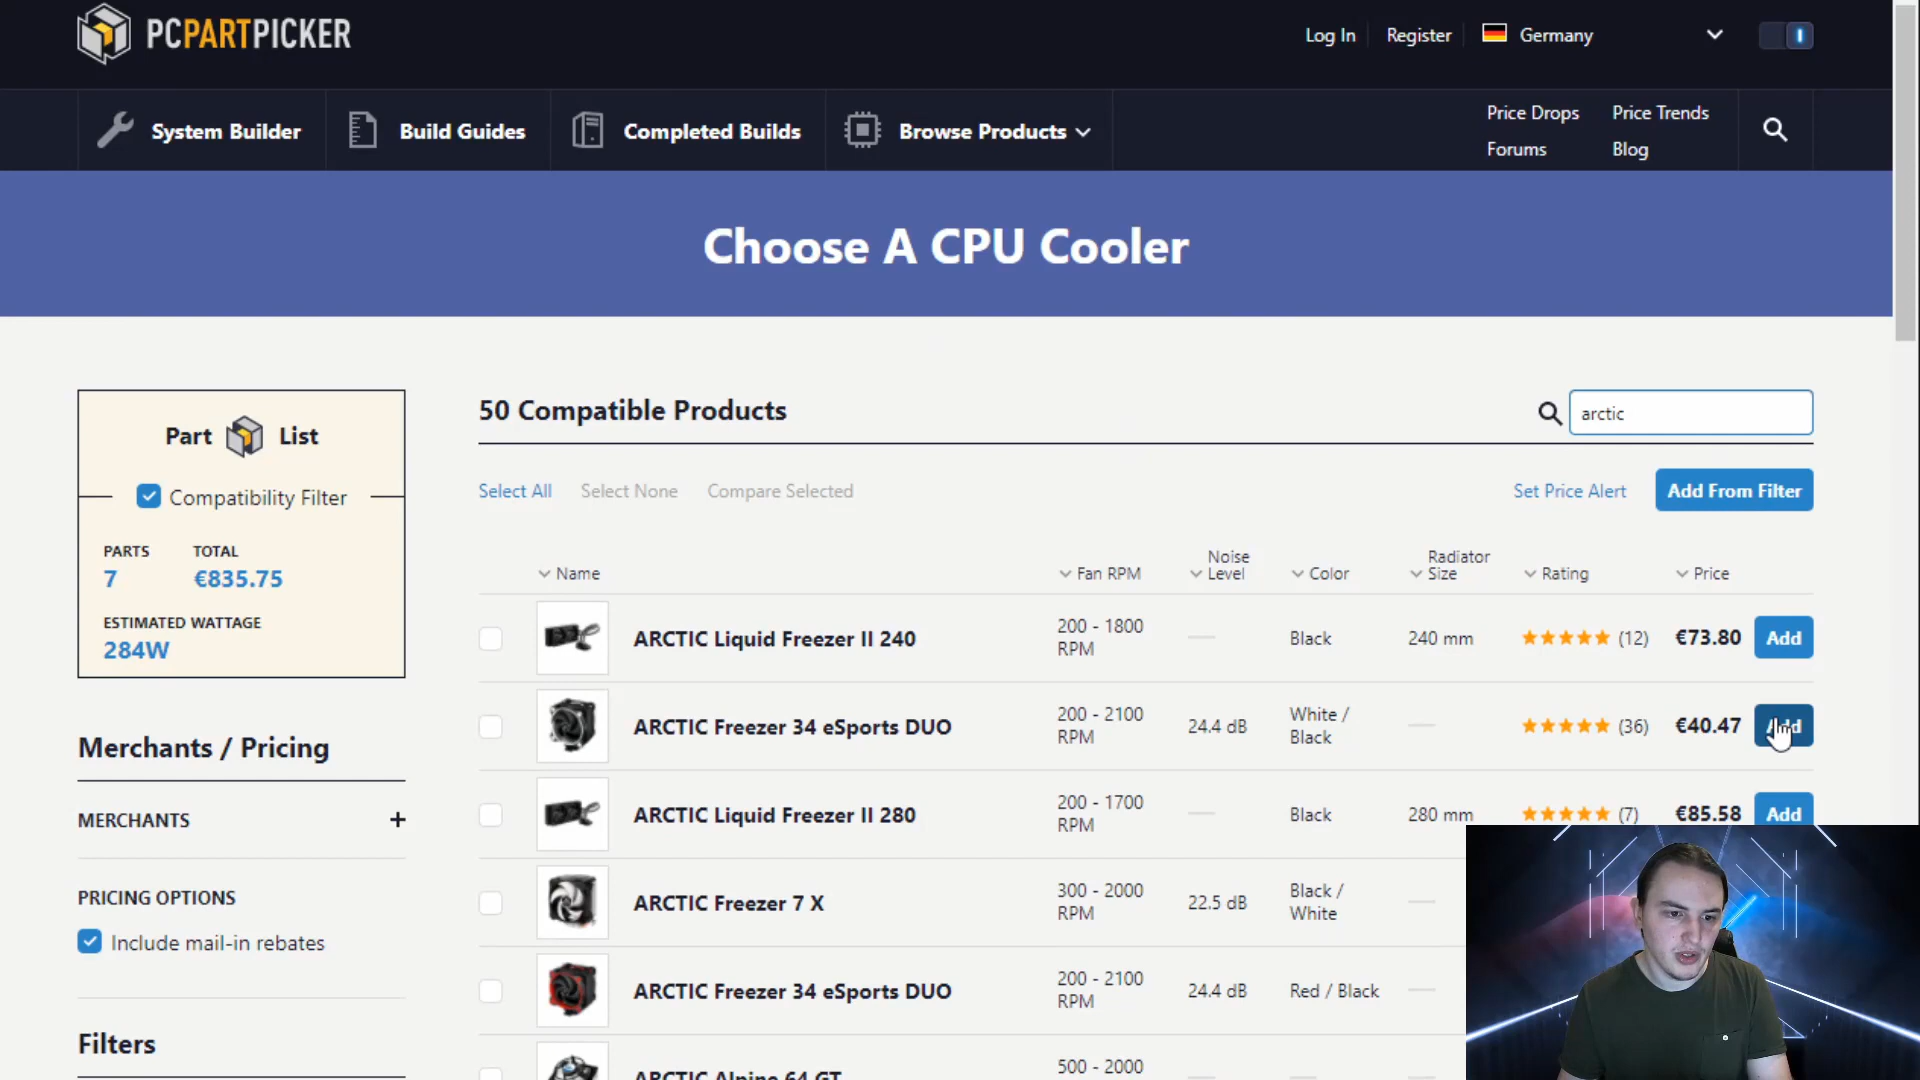 PCPARTPICKER
Log In
Register
Germany
System Builder
Build Guides
Completed Builds
Browse Products
Price Drops
Price Trends
Forums
Blog
Choose A CPU Cooler
Part List
Compatibility Filter
PARTS
TOTAL
7
€835.75
ESTIMATED WATTAGE
284W
Merchants / Pricing
MERCHANTS
+
PRICING OPTIONS
Include mail-in rebates
Filters
50 Compatible Products
arctic
Select All
Select None
Compare Selected
Set Price Alert
Add From Filter
Name
Fan RPM
Noise Level
Color
Radiator Size
Rating
Price
ARCTIC Liquid Freezer II 240
200 - 1800 RPM
Black
240 mm
(12)
€73.80
Add
ARCTIC Freezer 34 eSports DUO
200 - 2100 RPM
24.4 dB
White / Black
(36)
€40.47
Add
ARCTIC Liquid Freezer II 280
200 - 1700 RPM
Black
280 mm
(7)
€85.58
Add
ARCTIC Freezer 7 X
300 - 2000 RPM
22.5 dB
Black / White
ARCTIC Freezer 34 eSports DUO
200 - 2100 RPM
24.4 dB
Red / Black
ARCTIC Alpine 64 GT
500 - 2000